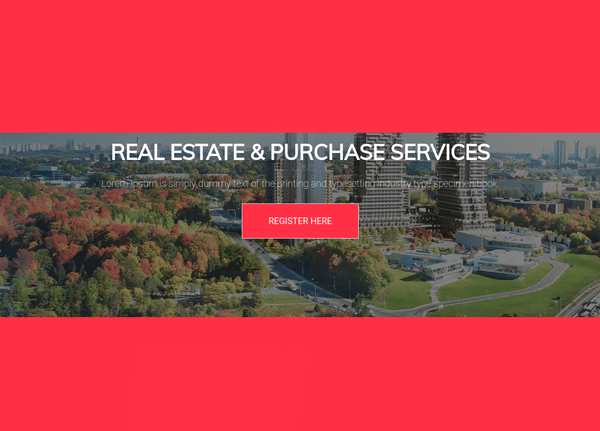 REAL ESTATE & PURCHASE SERVICES
Lorem Ipsum is simply dummy text of the printing and typesetting industry type specimen book
REGISTER HERE